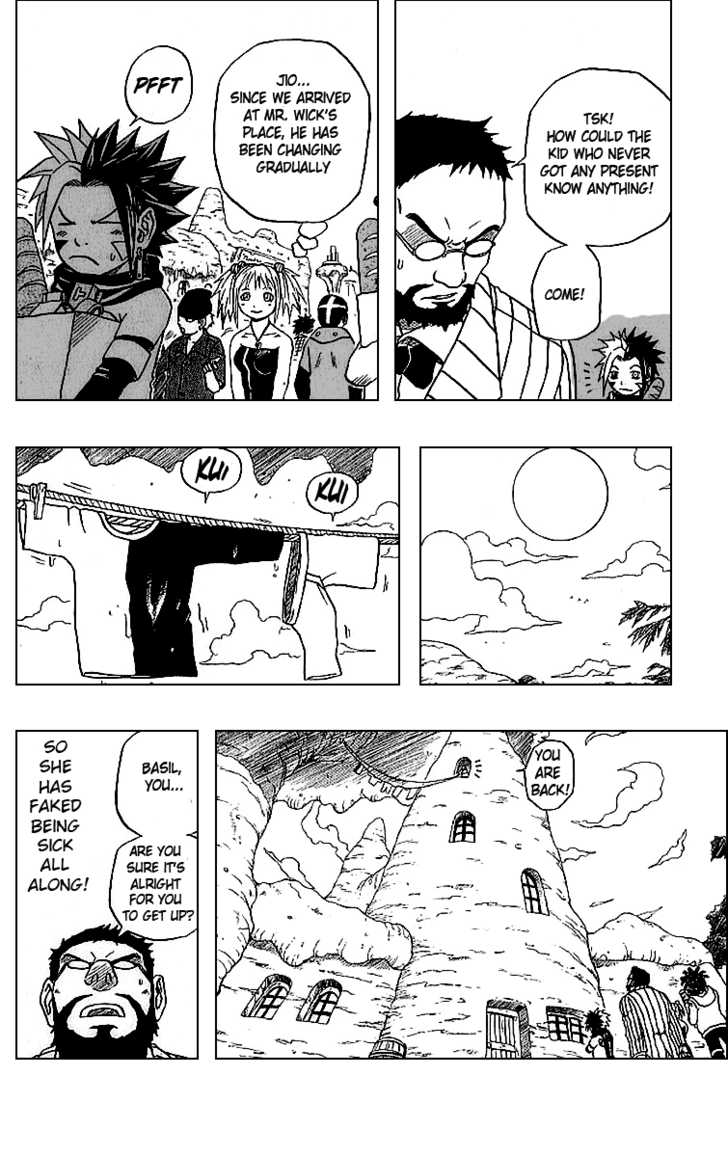 TSK!
HOW COULD THE
KID WHO NEVER
GOT ANY PRESENT
KNOW ANYTHING!
COME!
JIO...
SINCE WE ARRIVED
AT MR. WICK'S
PLACE, HE HAS
BEEN CHANGING
GRADUALLY
PFFT
KUI
KUI
YOU
ARE
BACK!
BASIL,
YOU...
ARE YOU
SURE IT'S
ALRIGHT
FOR YOU
TO GET UP?
SO
SHE
HAS
FAKED
BEING
SICK
ALL
ALONG!